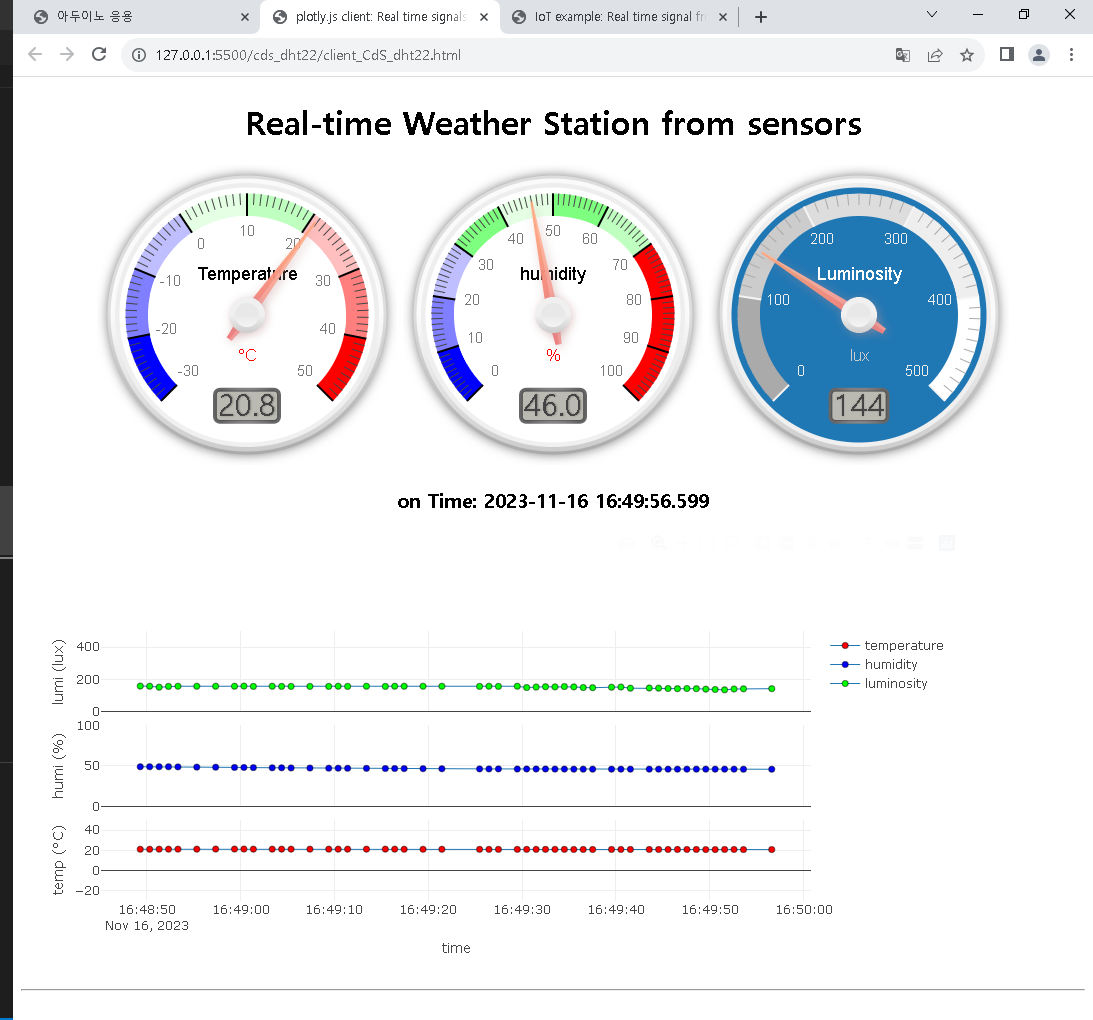 아두이노 응용
plotly.js client: Real time signals
IoT example: Real time signal fr
127.0.0.1:5500/cds_dht22/client_CdS_dht22.html
Real-time Weather Station from sensors
-30 -20 -10 0 10 20 30 40 50
Temperature
°C
20.8
0 10 20 30 40 50 60 70 80 90 100
humidity
%
46.0
0 100 200 300 400 500
Luminosity
lux
144
on Time: 2023-11-16 16:49:56.599
lumi (lux)
400
200
0
humi (%)
100
50
0
temp (°C)
40
20
0
−20
temperature
humidity
luminosity
16:48:50 16:49:00 16:49:10 16:49:20 16:49:30 16:49:40 16:49:50 16:50:00
Nov 16, 2023
time